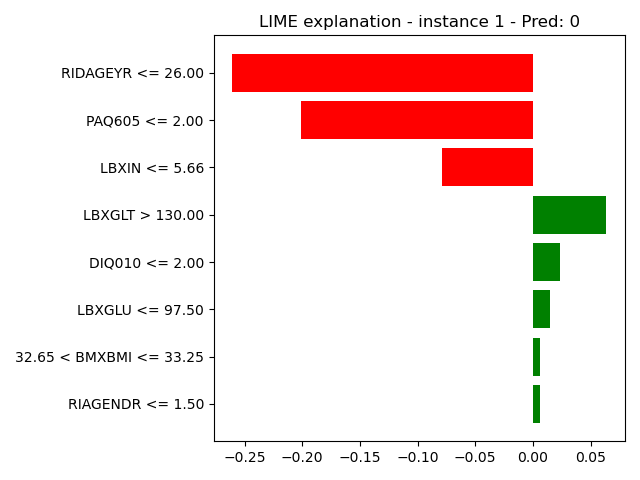 LIME explanation - instance 1 - Pred: 0
RIDAGEYR <= 26.00
PAQ605 <= 2.00
LBXIN <= 5.66
LBXGLT > 130.00
DIQ010 <= 2.00
LBXGLU <= 97.50
32.65 < BMXBMI <= 33.25
RIAGENDR <= 1.50
−0.25 −0.20 −0.15 −0.10 −0.05 0.00 0.05